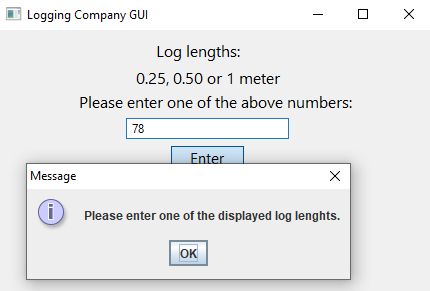 Logging Company GUI
Log lengths:
0.25, 0.50 or 1 meter
Please enter one of the above numbers:
78
Enter
Message
Please enter one of the displayed log lenghts.
OK